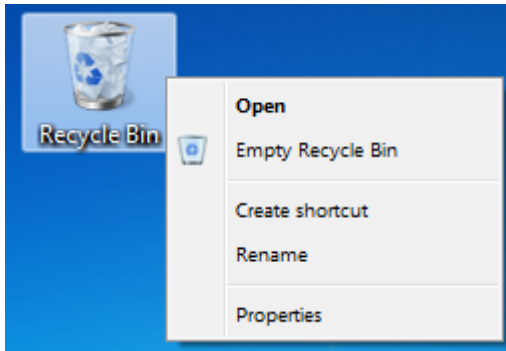 Recycle Bin
Open
Empty Recycle Bin
Create shortcut
Rename
Properties